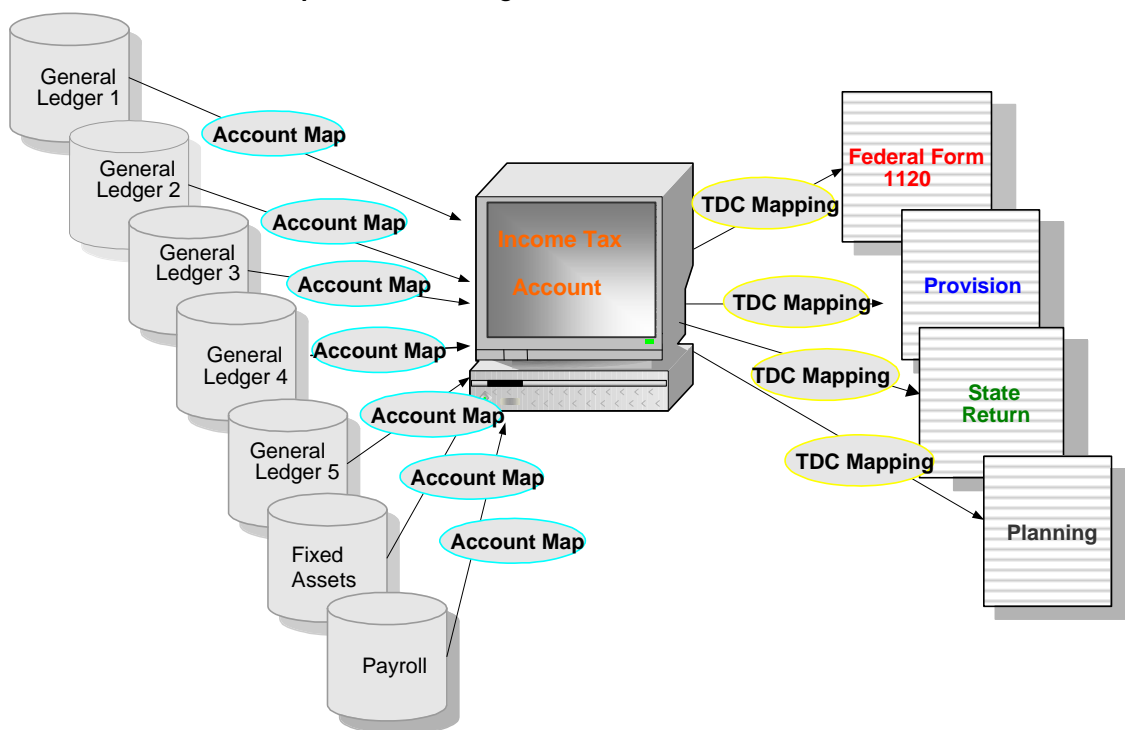 General
Ledger 1
Account Map
General
Ledger 2
Account Map
General
Ledger 3
Account Map
General
Ledger 4
Account Map
General
Ledger 5
Account Map
Fixed
Assets
Account Map
Payroll
Account Map
Income Tax
Account
TDC Mapping
Federal Form
1120
TDC Mapping
Provision
TDC Mapping
State
Return
TDC Mapping
Planning